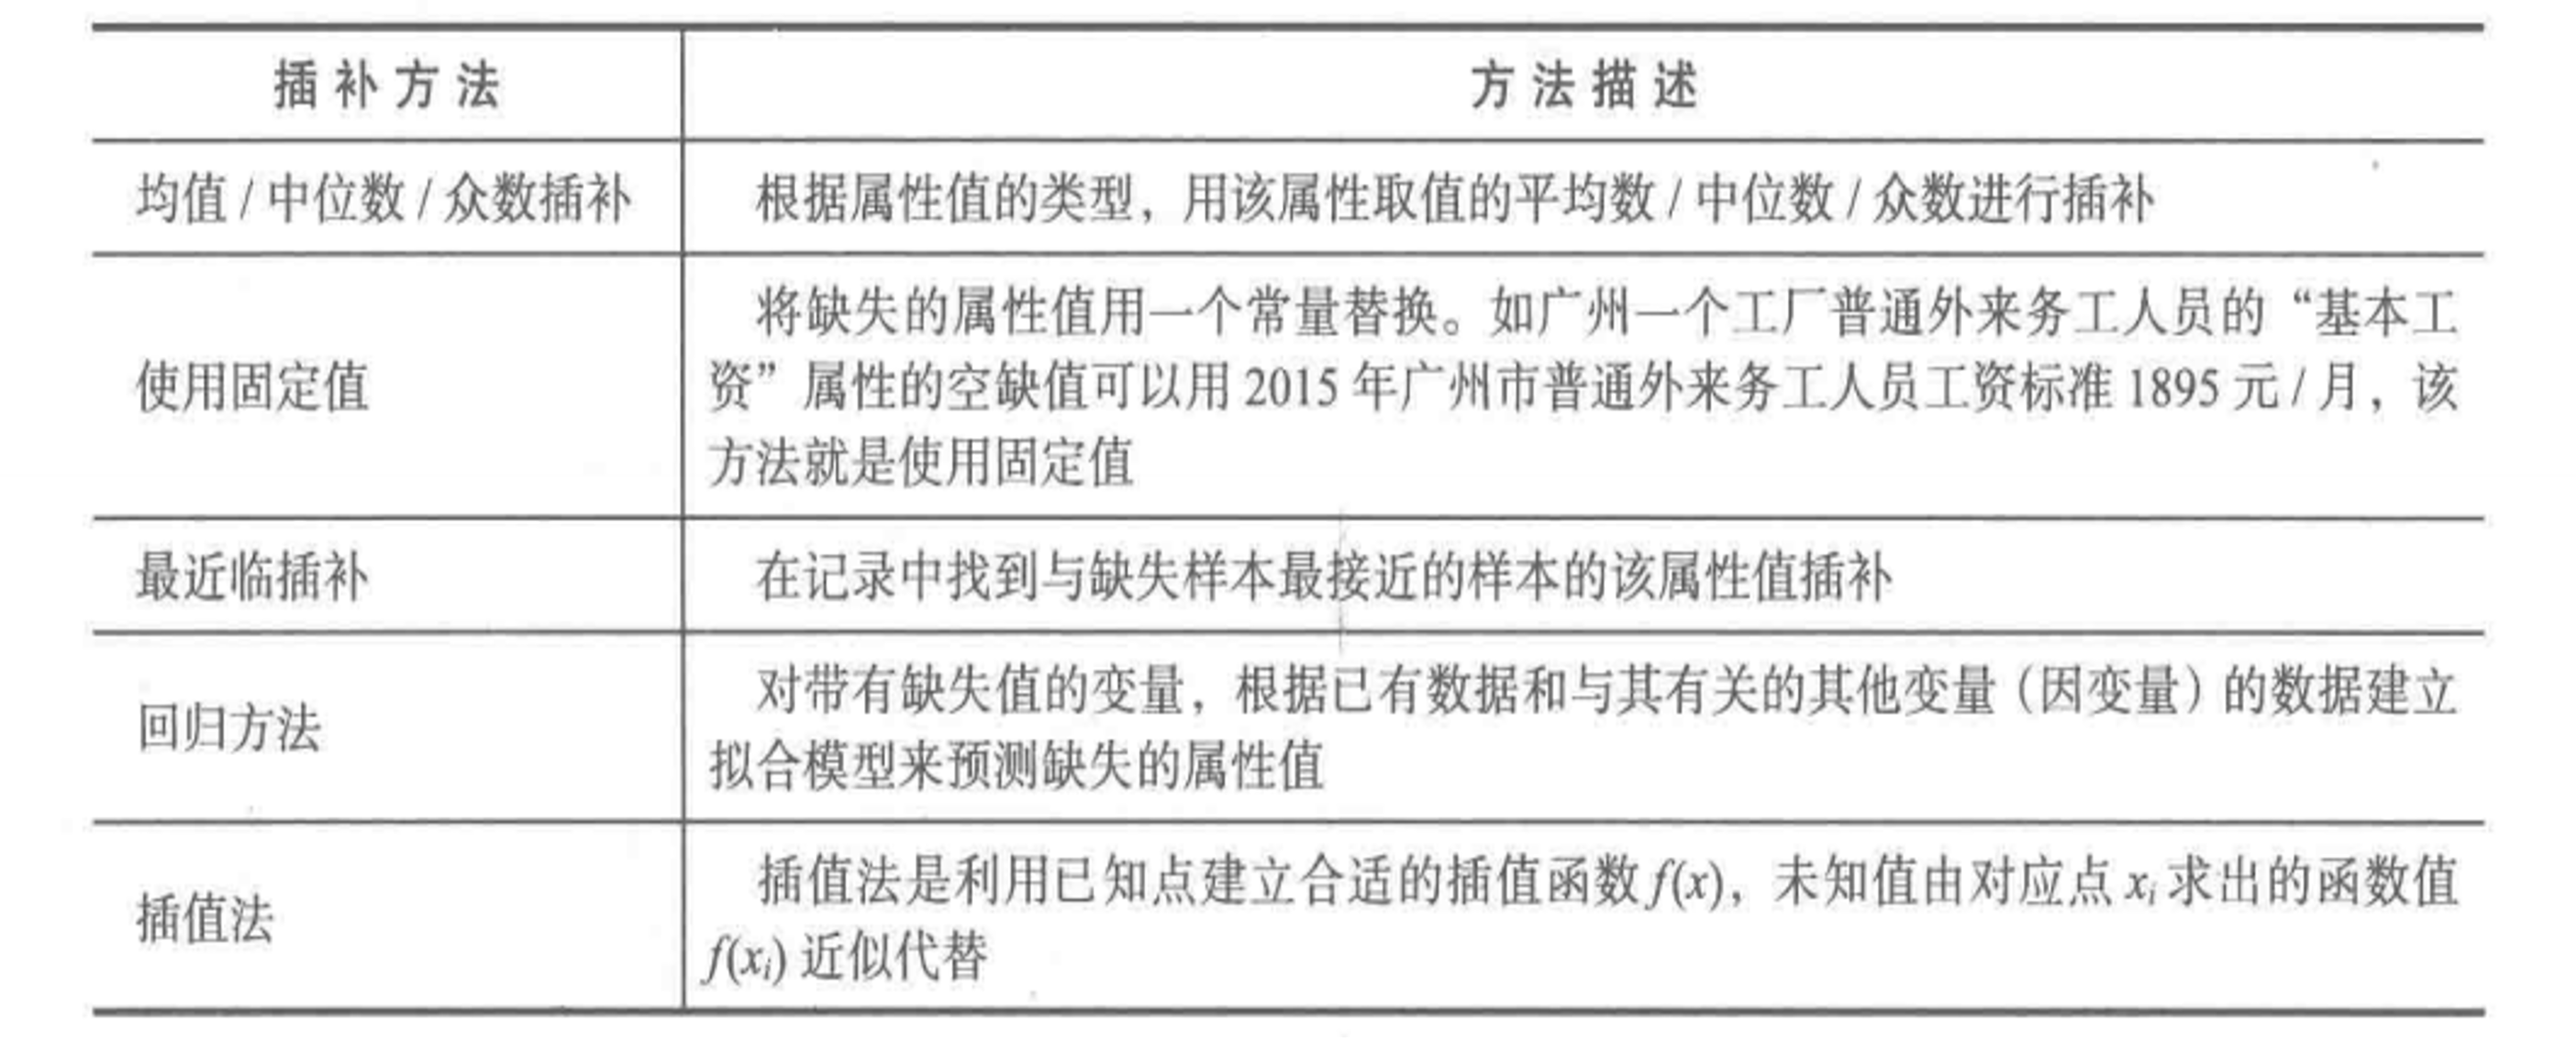 插补方法
方法描述
均值/中位数/众数插补
根据属性值的类型，用该属性取值的平均数/中位数/众数进行插补
使用固定值
将缺失的属性值用一个常量替换。如广州一个工厂普通外来务工人员的“基本工
资”属性的空缺值可以用2015年广州市普通外来务工人员工资标准1895元/月，该
方法就是使用固定值
最近临插补
在记录中找到与缺失样本最接近的样本的该属性值插补
回归方法
对带有缺失值的变量，根据已有数据和与其有关的其他变量（因变量）的数据建立
拟合模型来预测缺失的属性值
插值法
插值法是利用已知点建立合适的插值函数f(x)，未知值由对应点xᵢ求出的函数值
f(xᵢ)近似代替